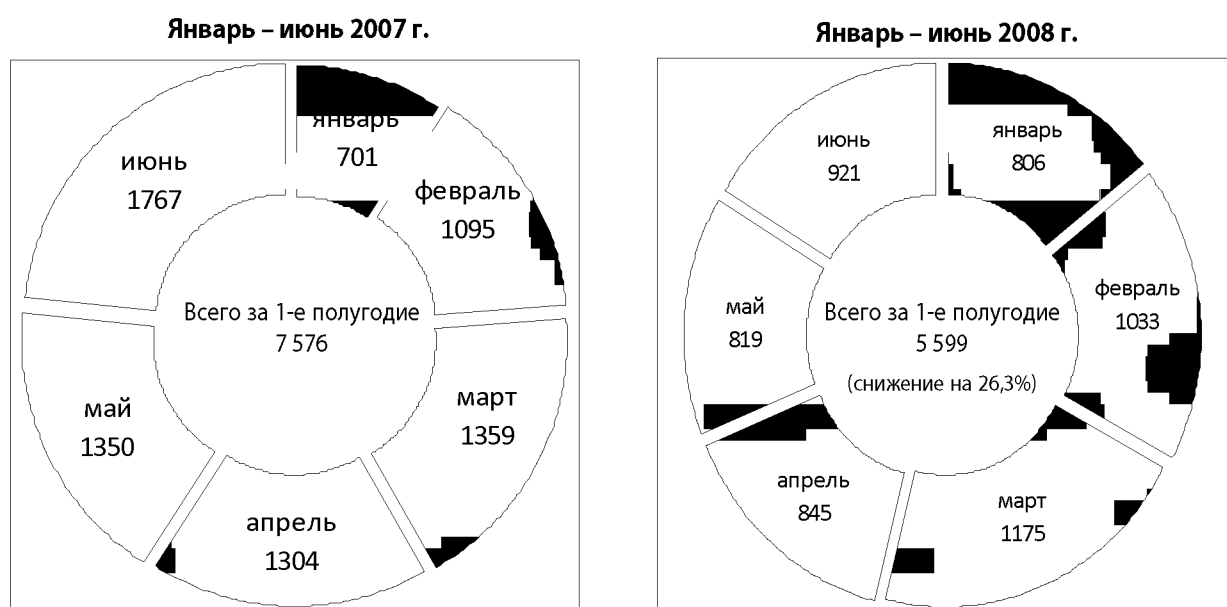 Январь – июнь 2007 г.
январь
701
февраль
1095
март
1359
апрель
1304
май
1350
июнь
1767
Всего за 1-е полугодие
7 576
Январь – июнь 2008 г.
январь
806
февраль
1033
март
1175
апрель
845
май
819
июнь
921
Всего за 1-е полугодие
5 599
(снижение на 26,3%)